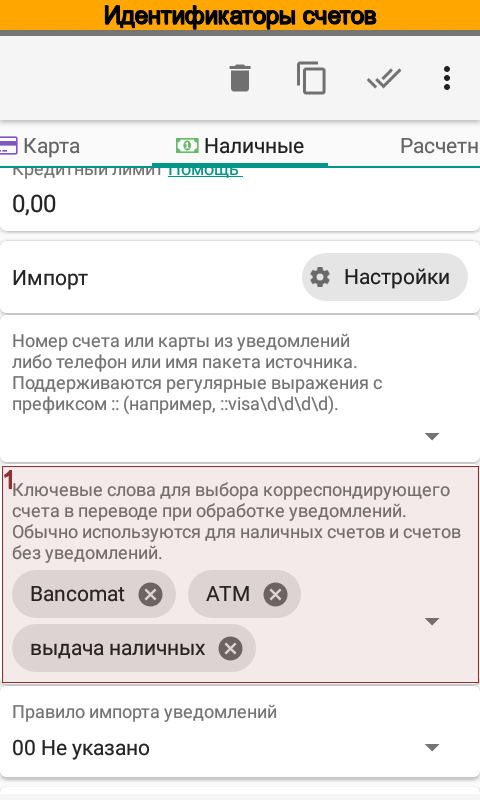 Идентификаторы счетов
Карта
Наличные
Расчетн
Кредитный лимит Помощь
0,00
Импорт
Настройки
Номер счета или карты из уведомлений
либо телефон или имя пакета источника.
Поддерживаются регулярные выражения с
префиксом :: (например, ::visa\d\d\d\d).
1
Ключевые слова для выбора корреспондирующего
счета в переводе при обработке уведомлений.
Обычно используются для наличных счетов и счетов
без уведомлений.
Bancomat
ATM
выдача наличных
Правило импорта уведомлений
00 Не указано